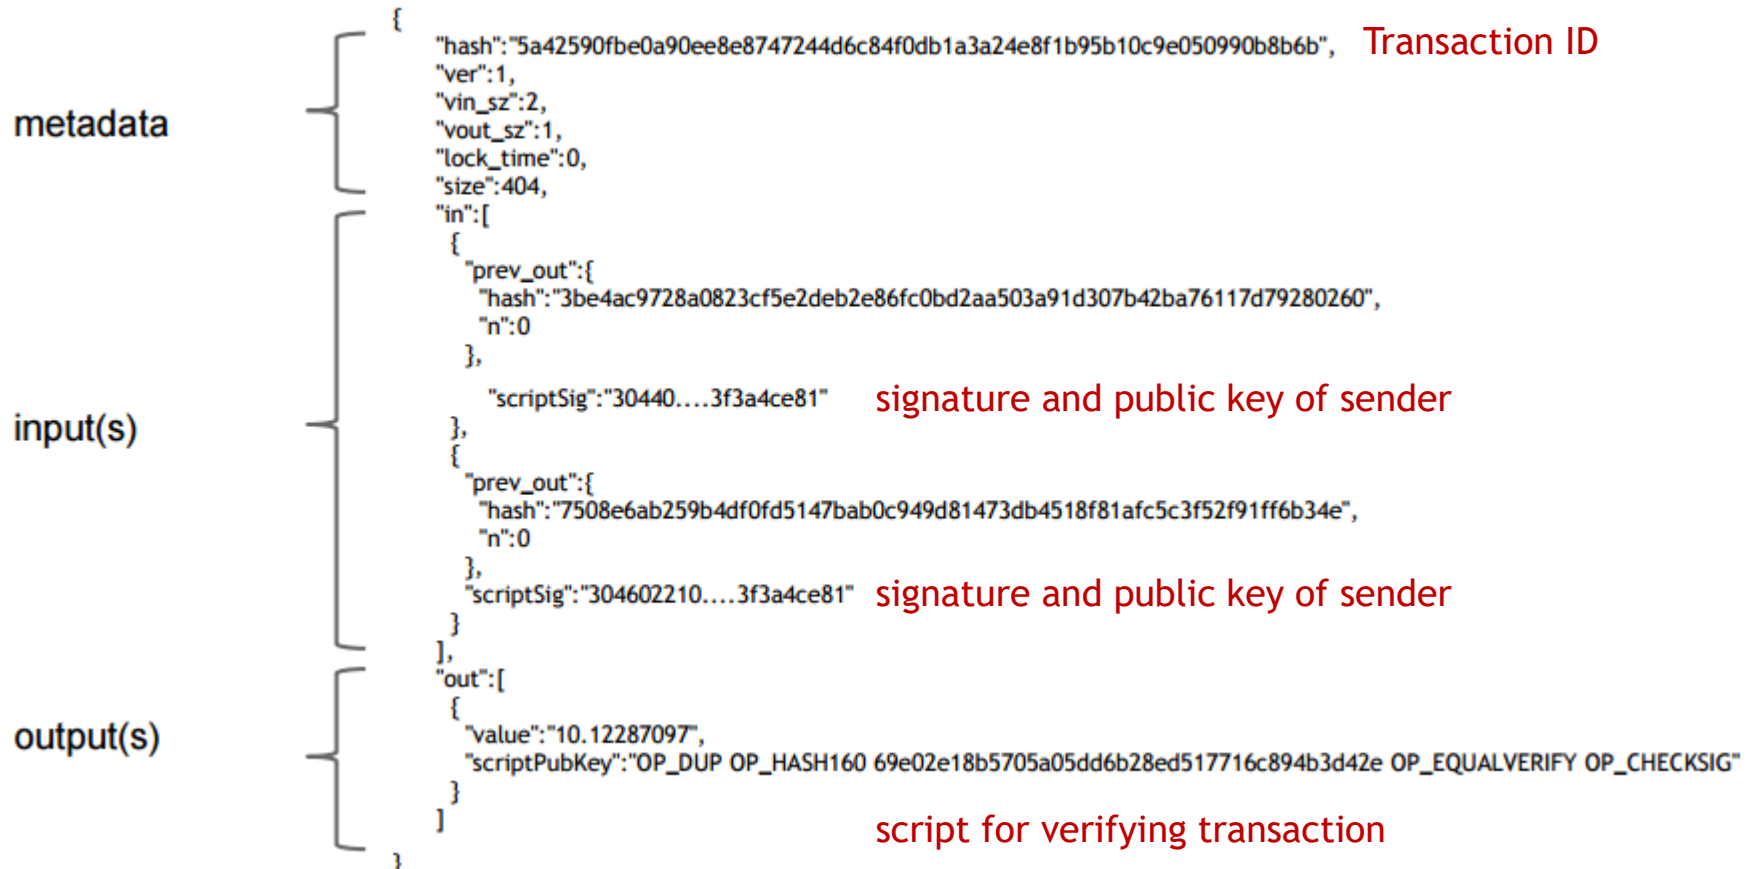 {
"hash":"5a42590fbe0a90ee8e8747244d6c84f0db1a3a24e8f1b95b10c9e050990b8b6b", Transaction ID
"ver":1,
"vin_sz":2,
metadata
"vout_sz":1,
"lock_time":0,
"size":404,
"in":[
{
"prev_out":{
"hash":"3be4ac9728a0823cf5e2deb2e86fc0bd2aa503a91d307b42ba76117d79280260",
"n":0
},
"scriptSig":"30440....3f3a4ce81" signature and public key of sender
input(s)
},
{
"prev_out":{
"hash":"7508e6ab259b4df0fd5147bab0c949d81473db4518f81afc5c3f52f91ff6b34e",
"n":0
},
"scriptSig":"304602210....3f3a4ce81" signature and public key of sender
}
],
"out":[
{
output(s)
"value":"10.12287097",
"scriptPubKey":"OP_DUP OP_HASH160 69e02e18b5705a05dd6b28ed517716c894b3d42e OP_EQUALVERIFY OP_CHECKSIG"
}
]
script for verifying transaction
}